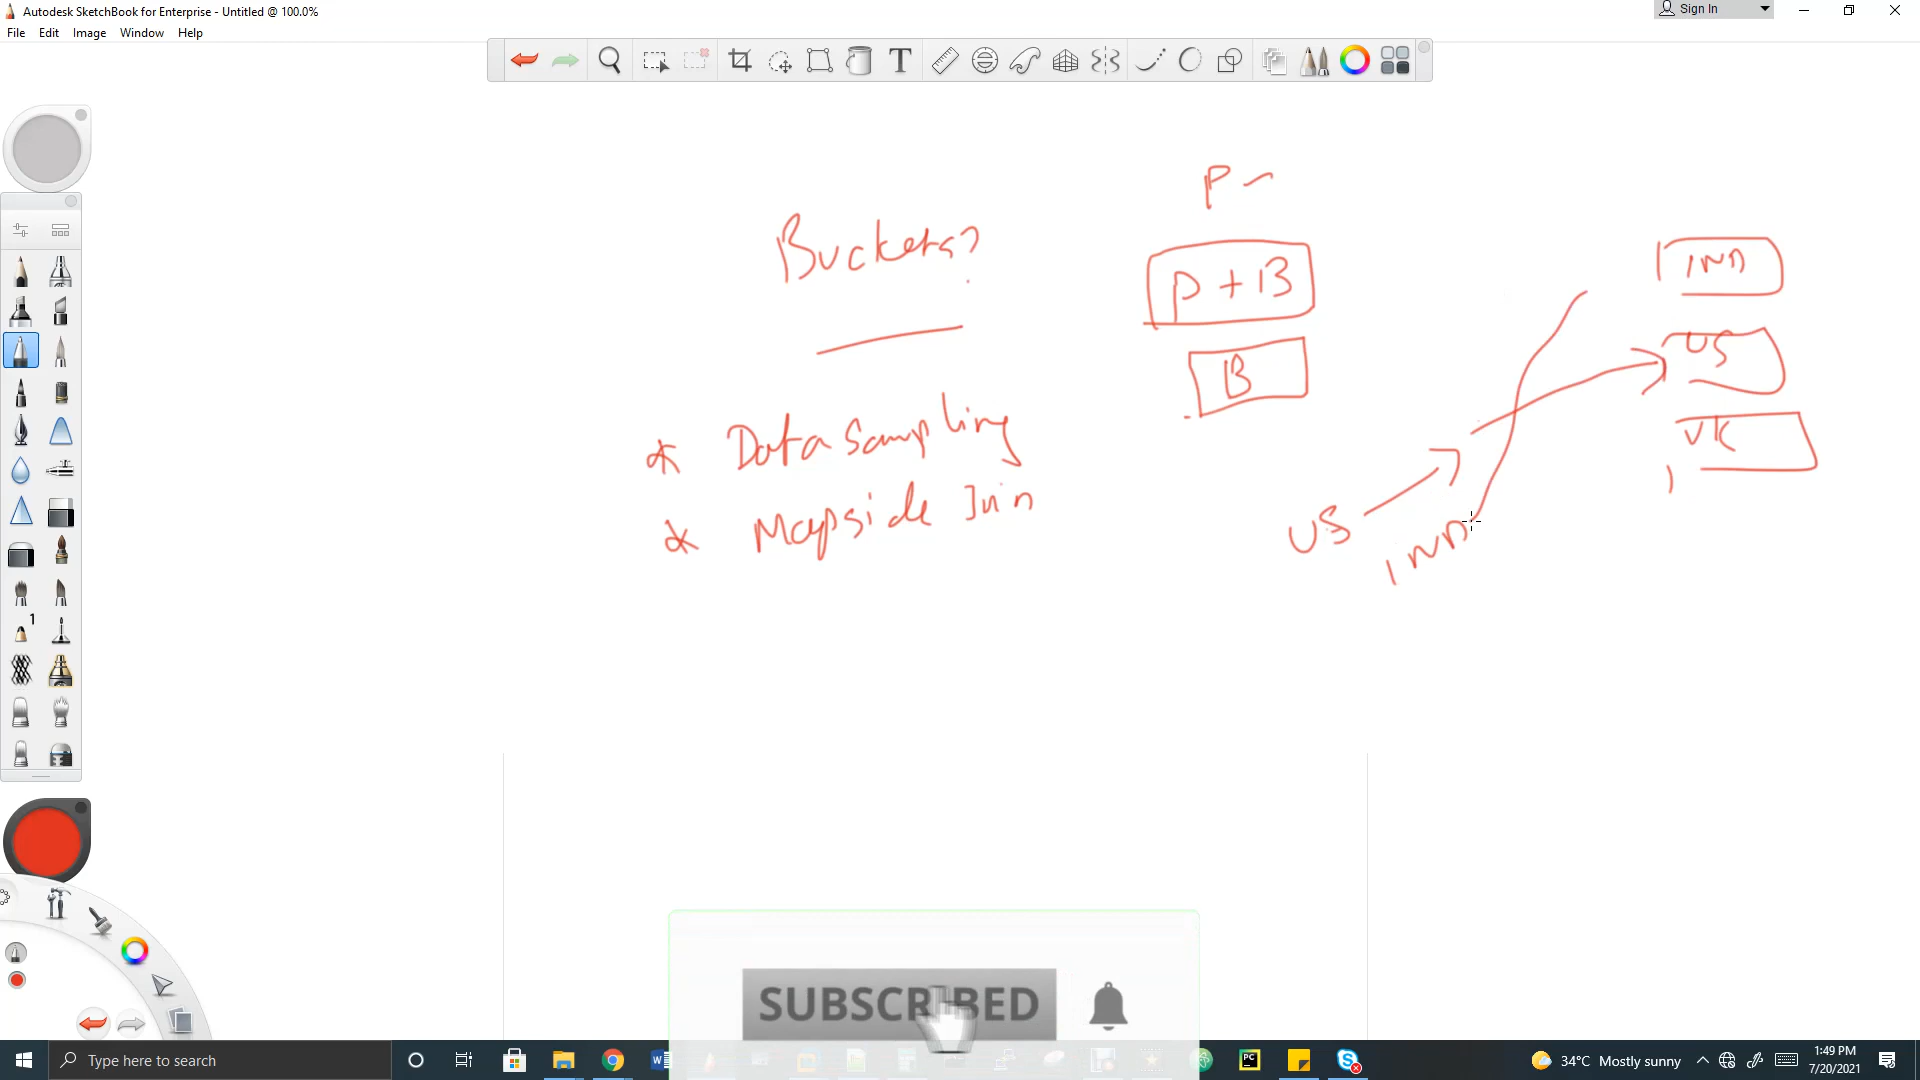 Autodesk SketchBook for Enterprise - Untitled @ 100.0%
Sign In
File Edit Image Window Help
P
Buckets?
P + B
B
* Data Sampling
* Mapside Join
IND
US
UK
US
IND
1
SUBSCRIBED
Type here to search
34°C Mostly sunny
1:49 PM
7/20/2021